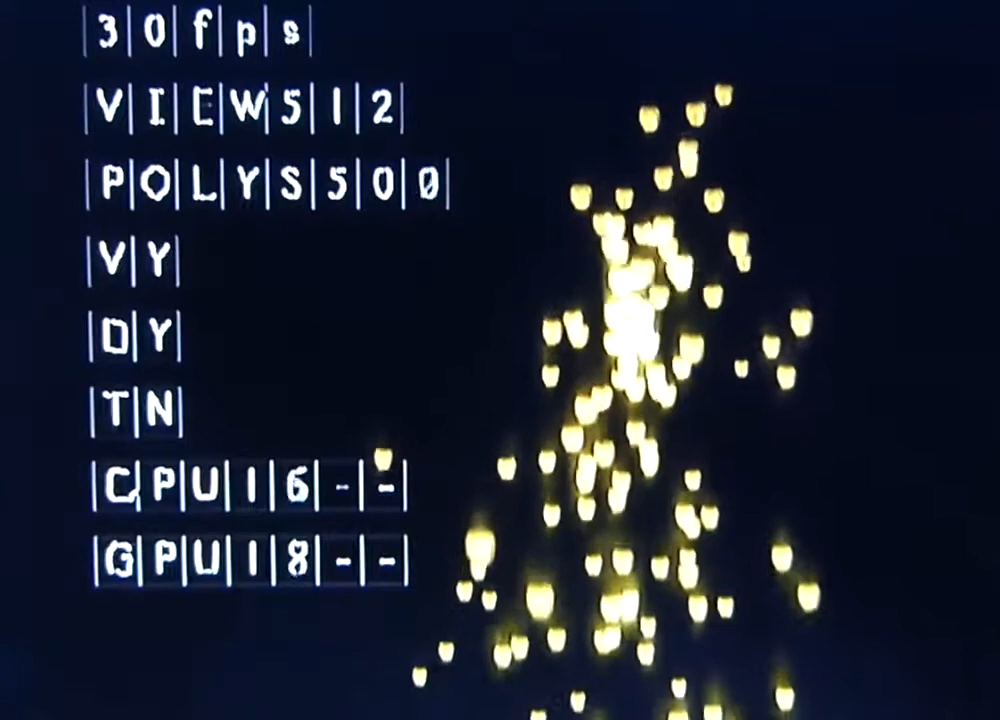 30fps
VIEW512
POLYS500
VY
DY
TN
CPU16--
GPU18--